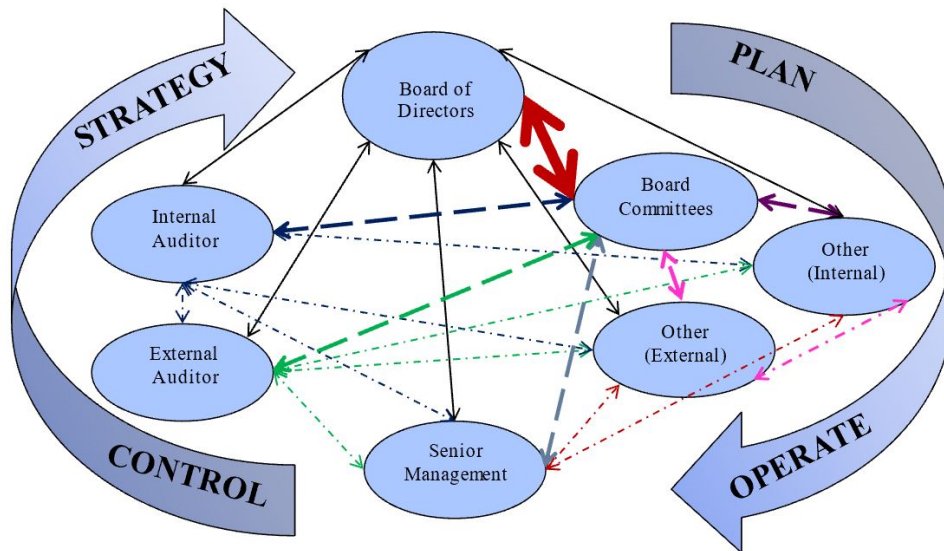 STRATEGY
PLAN
Board of
Directors
Board
Committees
Internal
Auditor
Other
(Internal)
External
Auditor
Other
(External)
Senior
Management
CONTROL
OPERATE